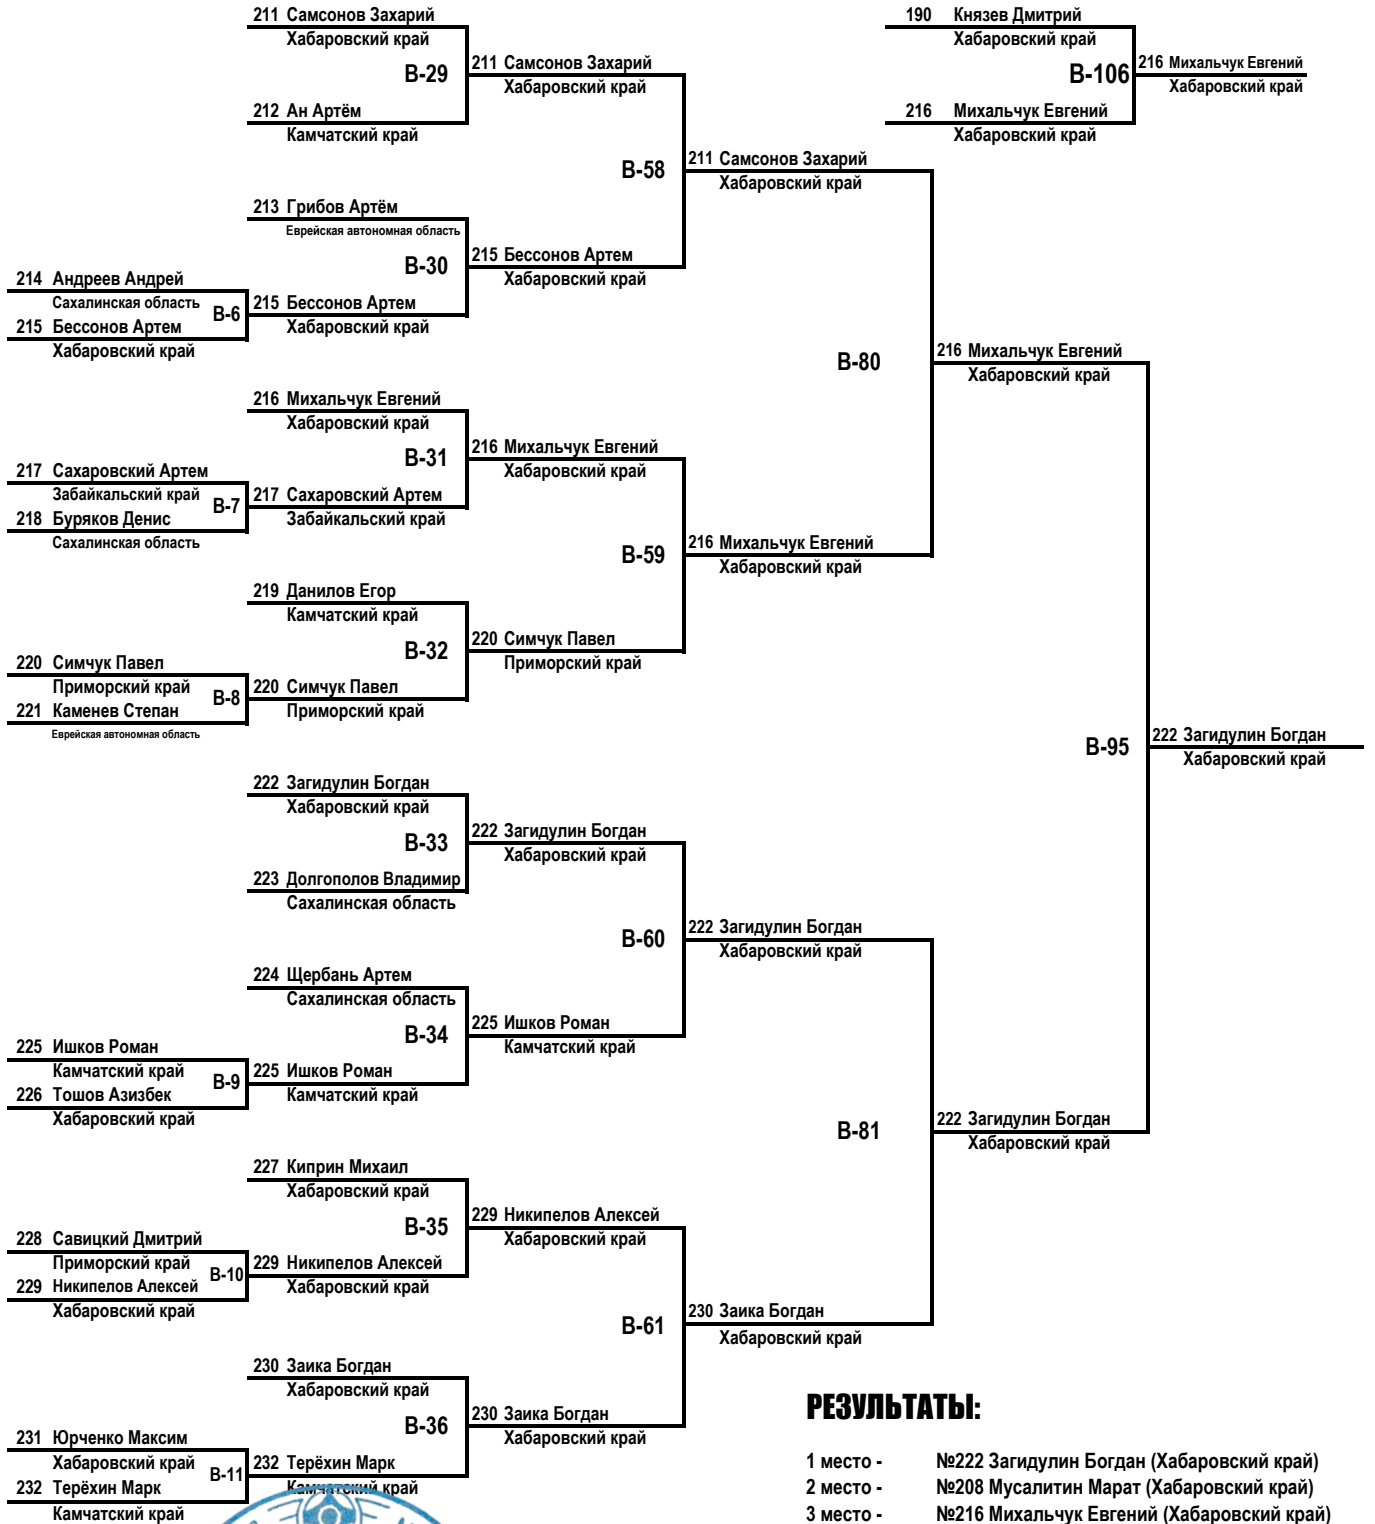 211 Самсонов Захарий
Хабаровский край
B-29
212 Ан Артём
Камчатский край
211 Самсонов Захарий
Хабаровский край
190 Князев Дмитрий
Хабаровский край
B-106
216 Михальчук Евгений
Хабаровский край
216 Михальчук Евгений
Хабаровский край
B-58
211 Самсонов Захарий
Хабаровский край
213 Грибов Артём
Еврейская автономная область
B-30
215 Бессонов Артем
Хабаровский край
214 Андреев Андрей
Сахалинская область
B-6
215 Бессонов Артем
Хабаровский край
215 Бессонов Артем
Хабаровский край
B-80
216 Михальчук Евгений
Хабаровский край
216 Михальчук Евгений
Хабаровский край
B-31
216 Михальчук Евгений
Хабаровский край
217 Сахаровский Артем
Забайкальский край
B-7
218 Буряков Денис
Сахалинская область
217 Сахаровский Артем
Забайкальский край
B-59
216 Михальчук Евгений
Хабаровский край
219 Данилов Егор
Камчатский край
B-32
220 Симчук Павел
Приморский край
220 Симчук Павел
Приморский край
B-8
221 Каменев Степан
Еврейская автономная область
220 Симчук Павел
Приморский край
B-95
222 Загидулин Богдан
Хабаровский край
222 Загидулин Богдан
Хабаровский край
B-33
223 Долгополов Владимир
Сахалинская область
222 Загидулин Богдан
Хабаровский край
B-60
222 Загидулин Богдан
Хабаровский край
224 Щербань Артем
Сахалинская область
B-34
225 Ишков Роман
Камчатский край
225 Ишков Роман
Камчатский край
B-9
226 Тошов Азизбек
Хабаровский край
225 Ишков Роман
Камчатский край
B-81
222 Загидулин Богдан
Хабаровский край
227 Киприн Михаил
Хабаровский край
B-35
229 Никипелов Алексей
Хабаровский край
228 Савицкий Дмитрий
Приморский край
B-10
229 Никипелов Алексей
Хабаровский край
229 Никипелов Алексей
Хабаровский край
B-61
230 Заика Богдан
Хабаровский край
230 Заика Богдан
Хабаровский край
B-36
230 Заика Богдан
Хабаровский край
231 Юрченко Максим
Хабаровский край
B-11
232 Терёхин Марк
Камчатский край
232 Терёхин Марк
Камчатский край
РЕЗУЛЬТАТЫ:
1 место - №222 Загидулин Богдан (Хабаровский край)
2 место - №208 Мусалитин Марат (Хабаровский край)
3 место - №216 Михальчук Евгений (Хабаровский край)